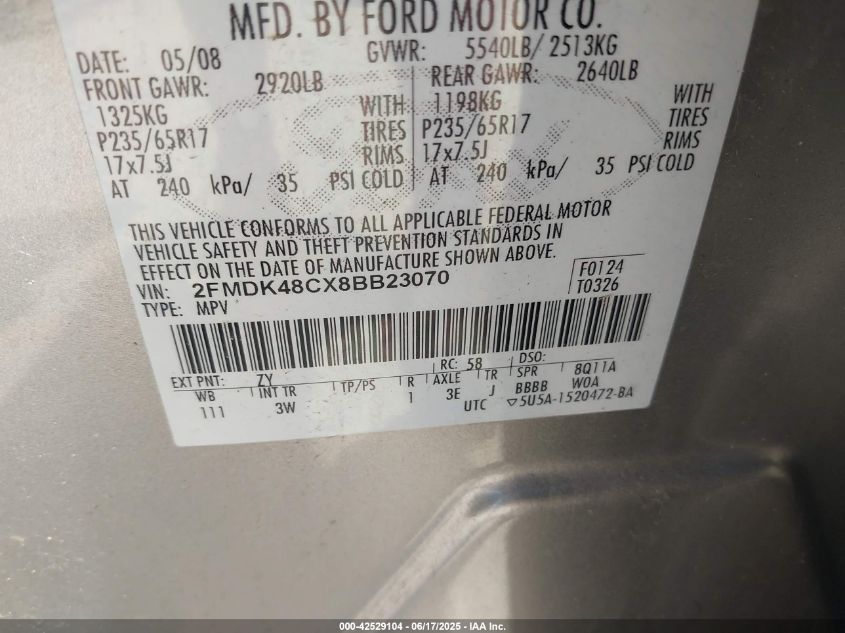 MFD. BY FORD MOTOR CO.
DATE: 05/08 GVWR: 5540LB/ 2513KG
FRONT GAWR: 2920LB REAR GAWR: 2640LB
1325KG WITH 1198KG WITH
P235/65R17 TIRES P235/65R17 TIRES
17x7.5J RIMS 17x7.5J RIMS
AT 240 kPa/ 35 PSI COLD AT 240 kPa/ 35 PSI COLD
THIS VEHICLE CONFORMS TO ALL APPLICABLE FEDERAL MOTOR
VEHICLE SAFETY AND THEFT PREVENTION STANDARDS IN
EFFECT ON THE DATE OF MANUFACTURE SHOWN ABOVE.
VIN: 2FMDK48CX8BB23070 F0124
TYPE: MPV T0326
EXT PNT: ZY RC: 58 DSO:
WB INT TR TP/PS R AXLE TR SPR 8Q11A
111 3W 1 3E J BBBB WOA
UTC ▽5U5A-1520472-BA
000-42529104 - 06/17/2025 - IAA Inc.